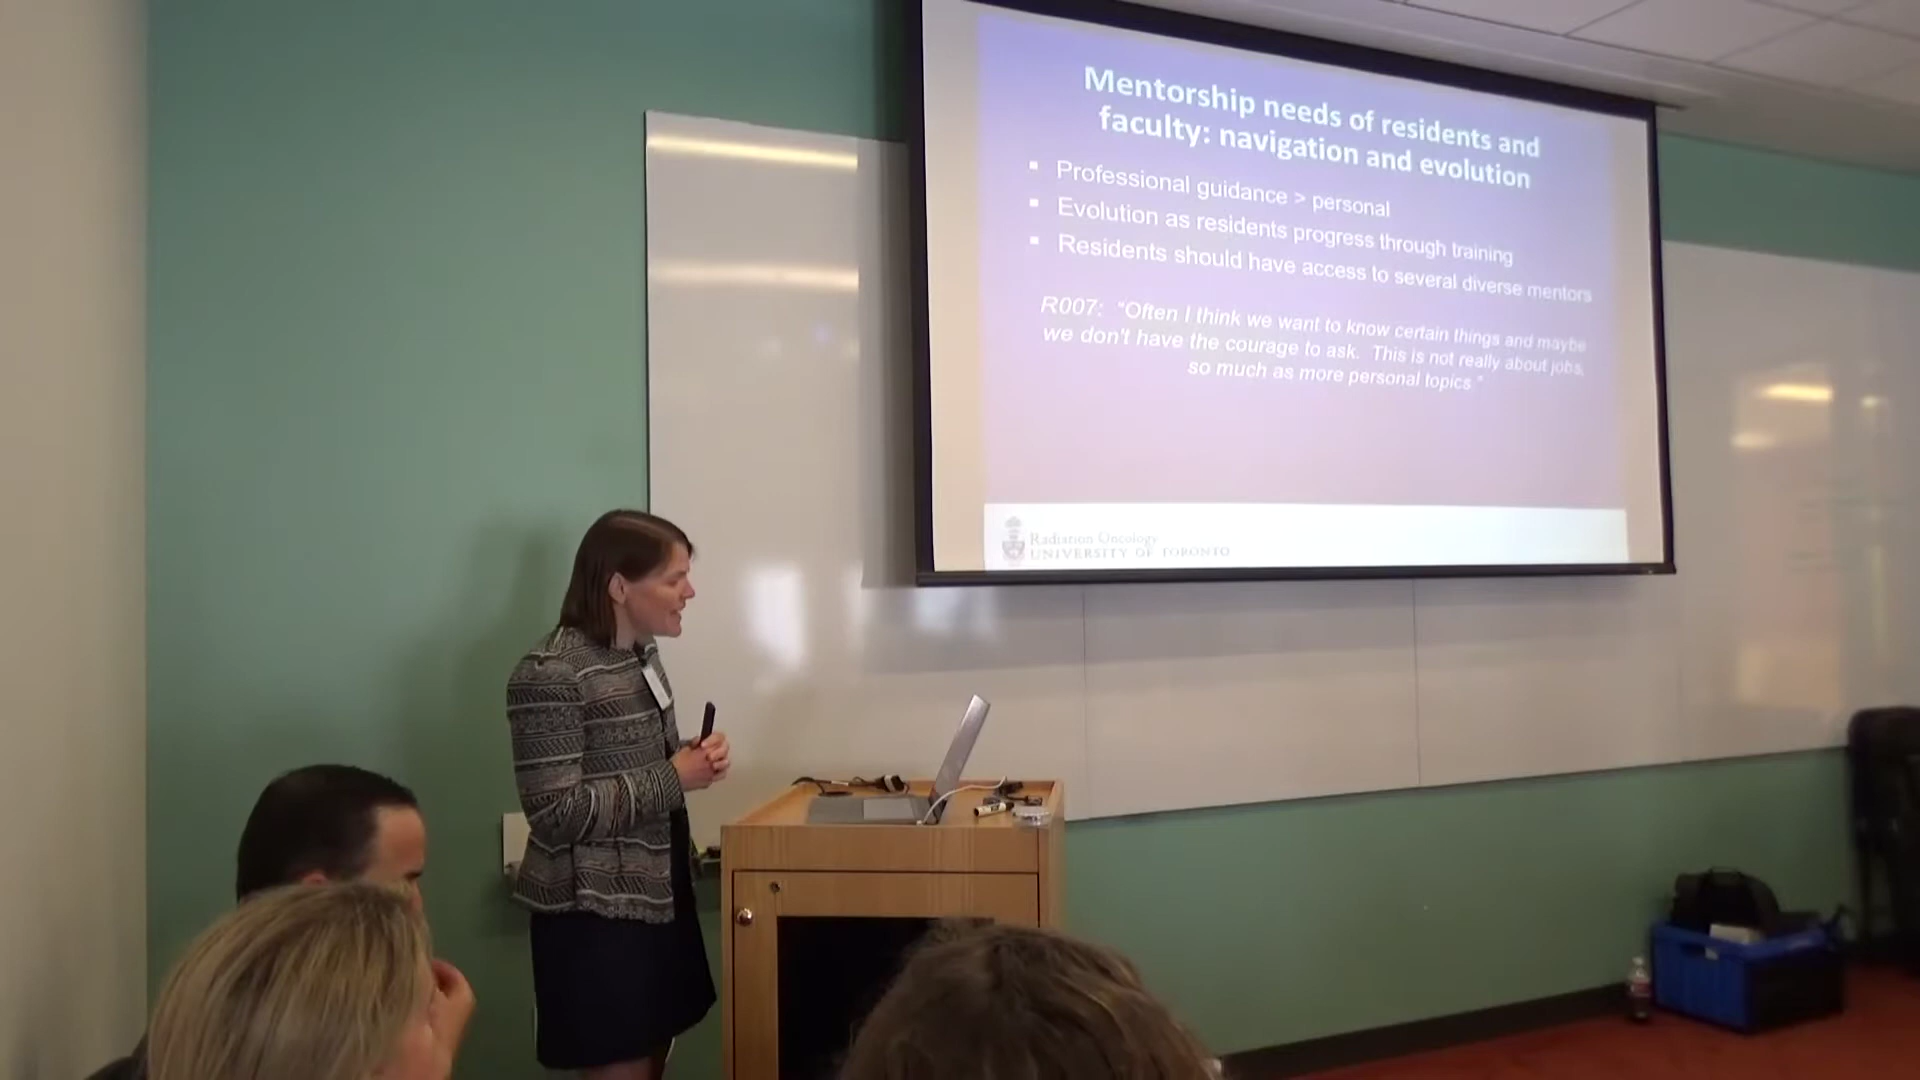 Mentorship needs of residents and
faculty: navigation and evolution
▪ Professional guidance > personal
▪ Evolution as residents progress through training
▪ Residents should have access to several diverse mentors
R007: "Often I think we want to know certain things and maybe
we don't have the courage to ask. This is not really about jobs,
so much as more personal topics "
Radiation Oncology
UNIVERSITY OF TORONTO